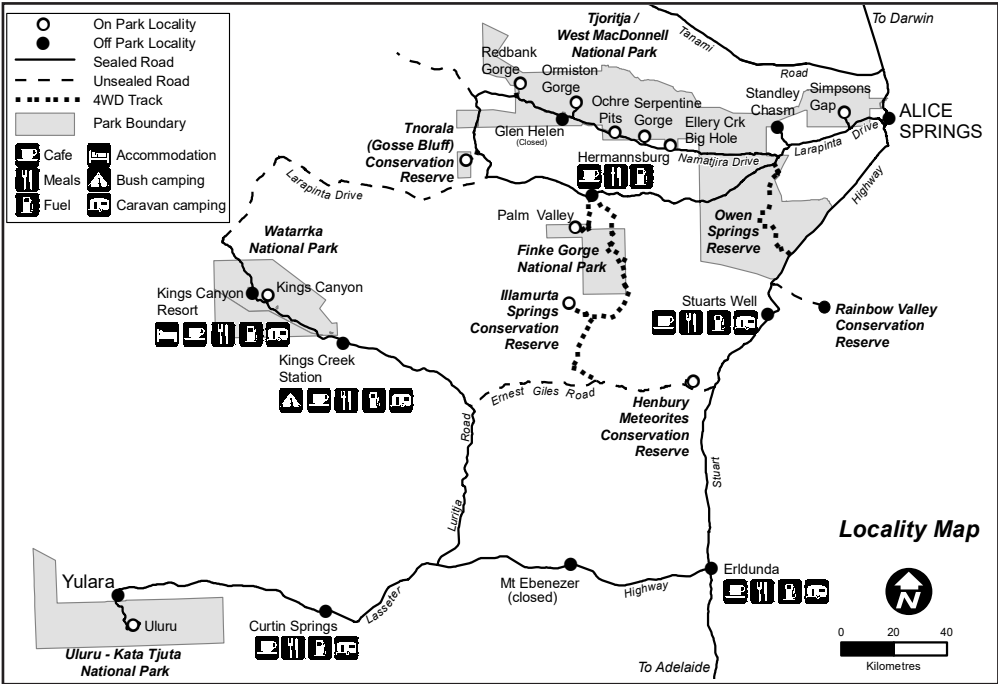 On Park Locality
Off Park Locality
Sealed Road
Unsealed Road
4WD Track
Park Boundary
Cafe
Accommodation
Meals
Bush camping
Fuel
Caravan camping
Tjoritja /
West MacDonnell
National Park
To Darwin
Tanami
Road
Redbank
Gorge
Ormiston
Gorge
Ochre
Pits
Serpentine
Gorge
Ellery Crk
Big Hole
Standley
Chasm
Simpsons
Gap
ALICE
SPRINGS
Glen Helen
(Closed)
Tnorala
(Gosse Bluff)
Conservation
Reserve
Hermannsburg
Namatjira Drive
Larapinta Drive
Highway
Larapinta Drive
Watarrka
National Park
Palm Valley
Finke Gorge
National Park
Owen
Springs
Reserve
Kings Canyon
Resort
Kings Canyon
Illamurta
Springs
Conservation
Reserve
Stuarts Well
Rainbow Valley
Conservation
Reserve
Kings Creek
Station
Ernest Giles Road
Henbury
Meteorites
Conservation
Reserve
Road
Luritja
Stuart
Locality Map
Yulara
Uluru
Uluru - Kata Tjuta
National Park
Curtin Springs
Lasseter
Mt Ebenezer
(closed)
Highway
Erldunda
To Adelaide
N
0 20 40
Kilometres